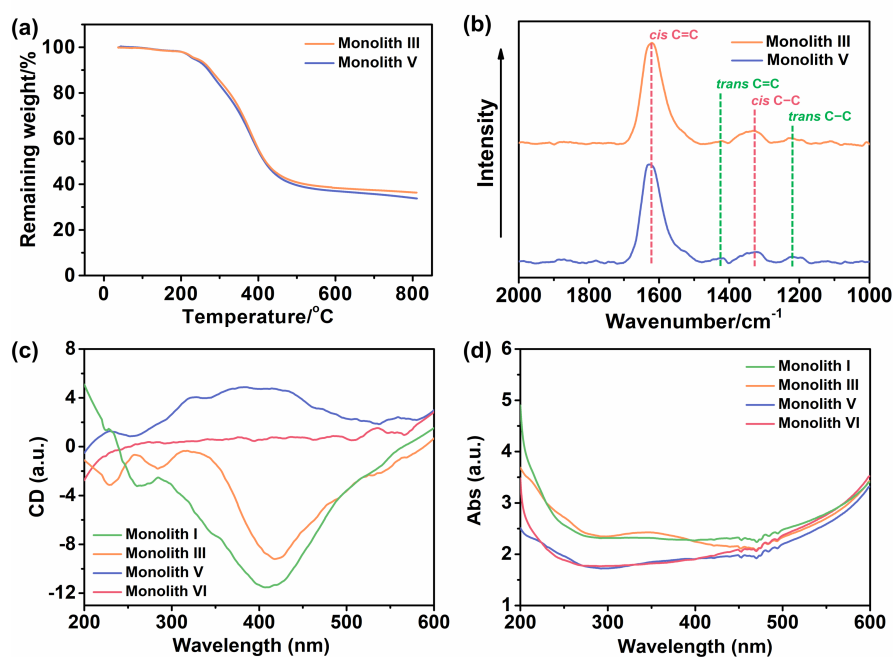 (a)
Monolith III
Monolith V
Remaining weight/%
100
80
60
40
20
0
0
200
400
600
800
Temperature/°C
(b)
cis C=C
Monolith III
Monolith V
trans C=C
cis C−C
trans C−C
Intensity
2000
1800
1600
1400
1200
1000
Wavenumber/cm-1
(c)
CD (a.u.)
8
4
0
-4
-8
-12
Monolith I
Monolith III
Monolith V
Monolith VI
200
300
400
500
600
Wavelength (nm)
(d)
Abs (a.u.)
6
5
4
3
2
1
Monolith I
Monolith III
Monolith V
Monolith VI
200
300
400
500
600
Wavelength (nm)